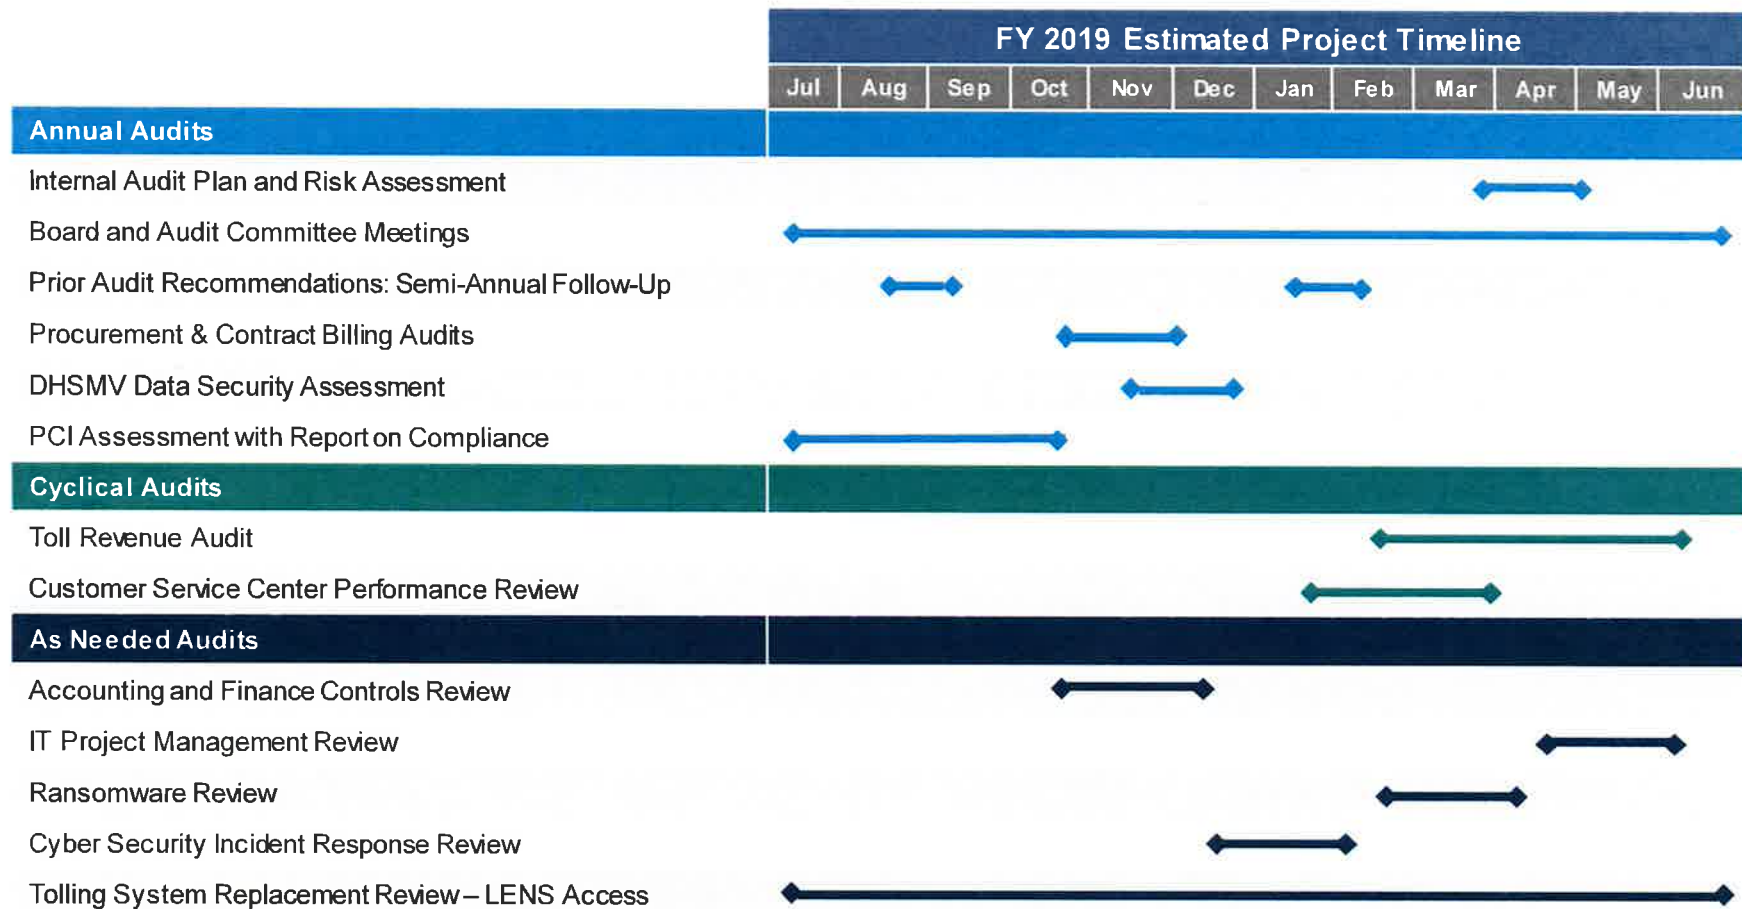 FY 2019 Estimated Project Timeline
Jul Aug Sep Oct Nov Dec Jan Feb Mar Apr May Jun
Annual Audits
Internal Audit Plan and Risk Assessment
Board and Audit Committee Meetings
Prior Audit Recommendations: Semi-Annual Follow-Up
Procurement & Contract Billing Audits
DHSMV Data Security Assessment
PCI Assessment with Report on Compliance
Cyclical Audits
Toll Revenue Audit
Customer Service Center Performance Review
As Needed Audits
Accounting and Finance Controls Review
IT Project Management Review
Ransomware Review
Cyber Security Incident Response Review
Tolling System Replacement Review – LENS Access